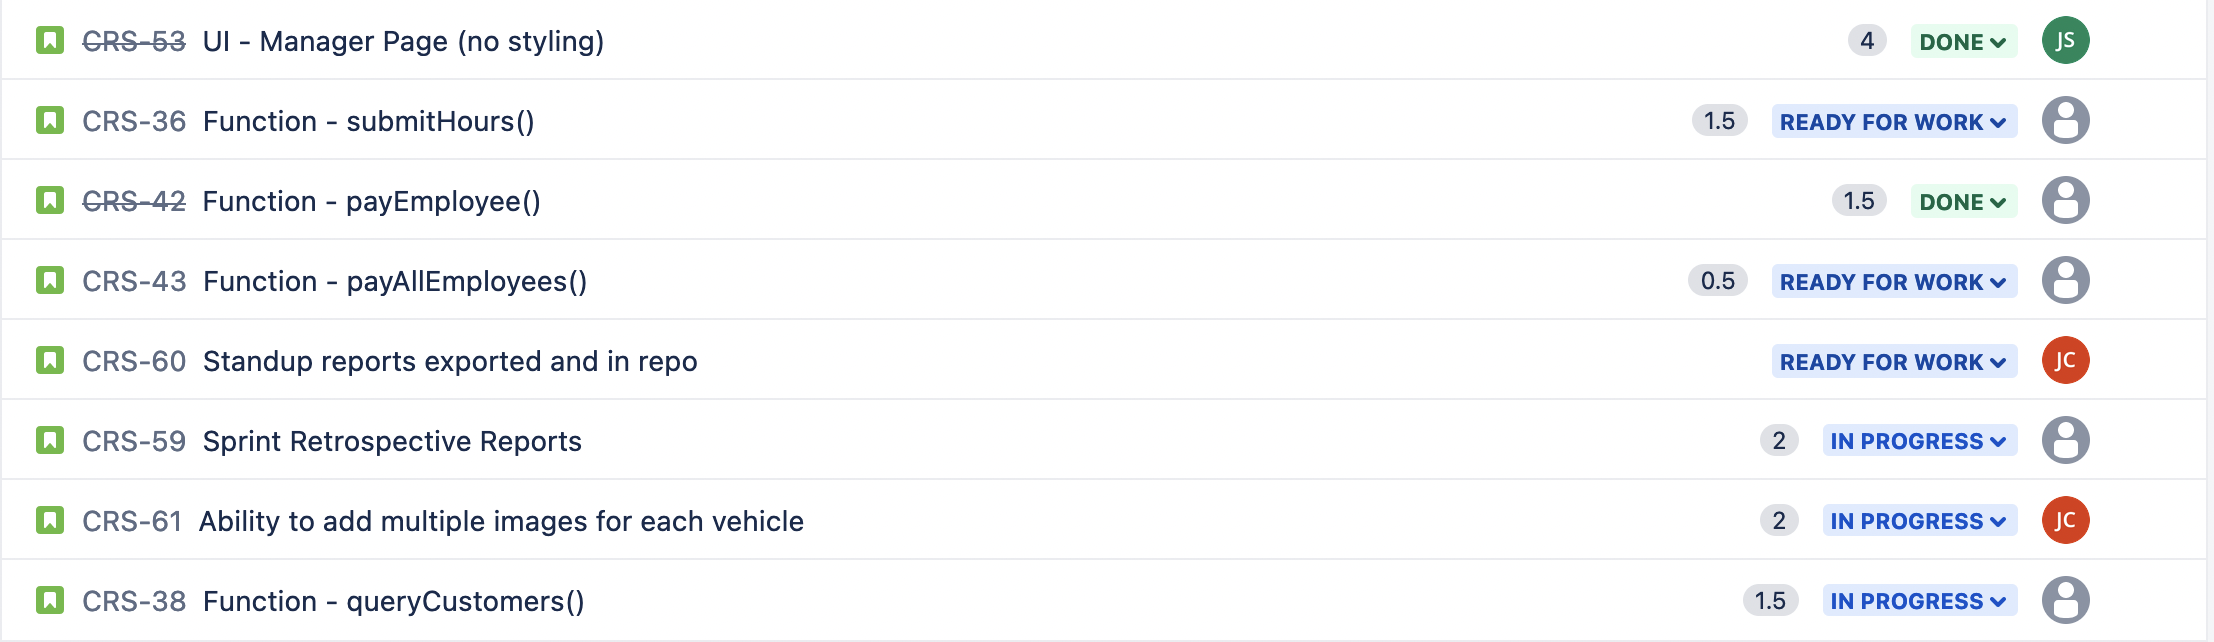 CRS-53 UI - Manager Page (no styling) 4 DONE JS
CRS-36 Function - submitHours() 1.5 READY FOR WORK
CRS-42 Function - payEmployee() 1.5 DONE
CRS-43 Function - payAllEmployees() 0.5 READY FOR WORK
CRS-60 Standup reports exported and in repo READY FOR WORK JC
CRS-59 Sprint Retrospective Reports 2 IN PROGRESS
CRS-61 Ability to add multiple images for each vehicle 2 IN PROGRESS JC
CRS-38 Function - queryCustomers() 1.5 IN PROGRESS